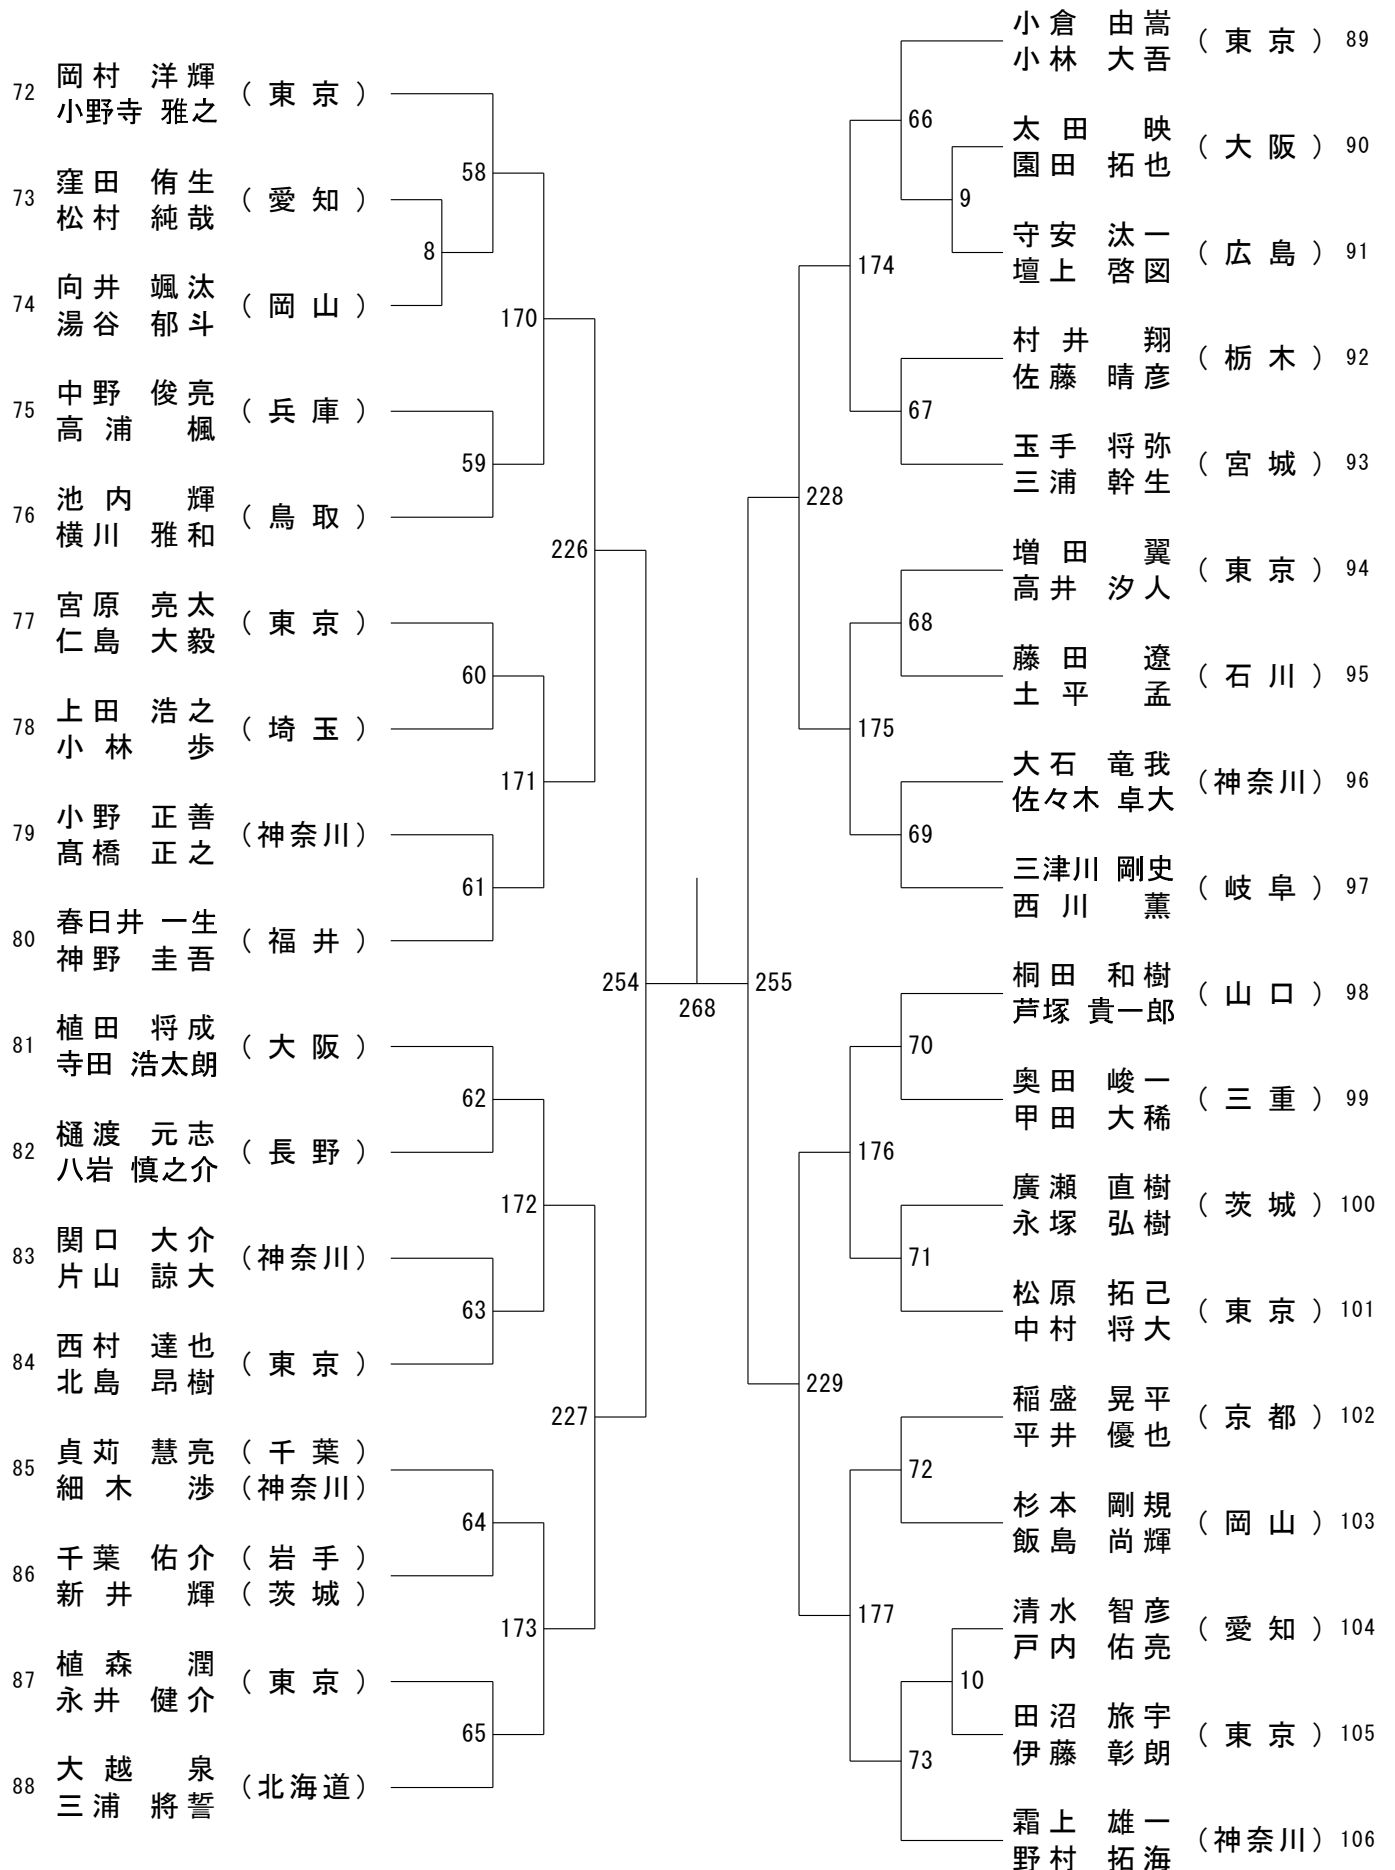 72 岡村 洋輝 (東京)
小野寺 雅之
73 窪田 侑生 (愛知)
松村 純哉
74 向井 颯汰 (岡山)
湯谷 郁斗
75 中野 俊亮 (兵庫)
高浦 楓
76 池内 輝 (鳥取)
横川 雅和
77 宮原 亮太 (東京)
仁島 大毅
78 上田 浩之 (埼玉)
小林 歩
79 小野 正善 (神奈川)
髙橋 正之
80 春日井 一生 (福井)
神野 圭吾
81 植田 将成 (大阪)
寺田 浩太朗
82 樋渡 元志 (長野)
八岩 慎之介
83 関口 大介 (神奈川)
片山 諒大
84 西村 達也 (東京)
北島 昂樹
85 貞苅 慧亮 (千葉)
細木 渉 (神奈川)
86 千葉 佑介 (岩手)
新井 輝 (茨城)
87 植森 潤 (東京)
永井 健介
88 大越 泉 (北海道)
三浦 將誓
8
58
59
60
61
62
63
64
65
170
171
172
173
226
227
254
268
255
228
229
174
175
176
177
66
67
68
69
70
71
72
73
9
10
小倉 由嵩 (東京) 89
小林 大吾
太田 映 (大阪) 90
園田 拓也
守安 汰一 (広島) 91
壇上 啓図
村井 翔 (栃木) 92
佐藤 晴彦
玉手 将弥 (宮城) 93
三浦 幹生
増田 翼 (東京) 94
高井 汐人
藤田 遼 (石川) 95
土平 孟
大石 竜我 (神奈川) 96
佐々木 卓大
三津川 剛史 (岐阜) 97
西川 薫
桐田 和樹 (山口) 98
芦塚 貴一郎
奥田 峻一 (三重) 99
甲田 大稀
廣瀬 直樹 (茨城) 100
永塚 弘樹
松原 拓己 (東京) 101
中村 将大
稲盛 晃平 (京都) 102
平井 優也
杉本 剛規 (岡山) 103
飯島 尚輝
清水 智彦 (愛知) 104
戸内 佑亮
田沼 旅宇 (東京) 105
伊藤 彰朗
霜上 雄一 (神奈川) 106
野村 拓海